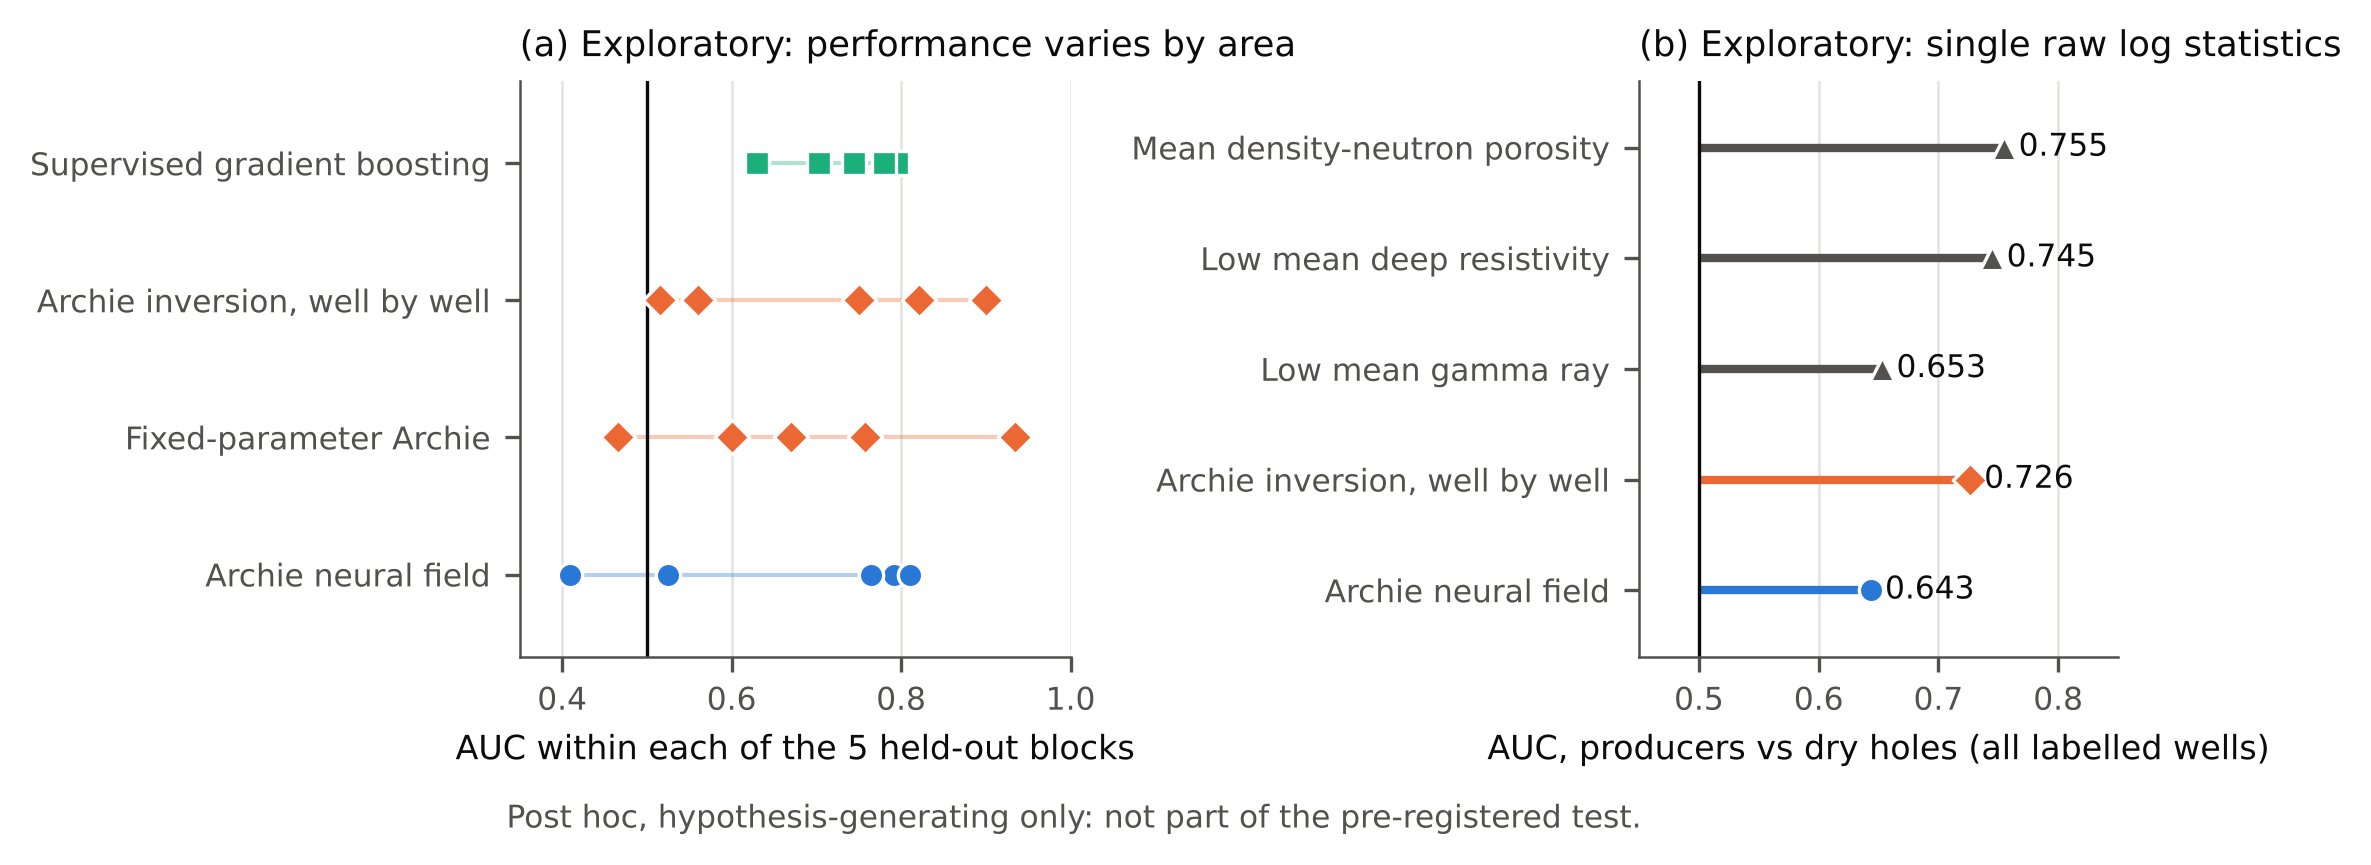 (a) Exploratory: performance varies by area
Supervised gradient boosting
Archie inversion, well by well
Fixed-parameter Archie
Archie neural field
0.4 0.6 0.8 1.0
AUC within each of the 5 held-out blocks
(b) Exploratory: single raw log statistics
Mean density-neutron porosity 0.755
Low mean deep resistivity 0.745
Low mean gamma ray 0.653
Archie inversion, well by well 0.726
Archie neural field 0.643
0.5 0.6 0.7 0.8
AUC, producers vs dry holes (all labelled wells)
Post hoc, hypothesis-generating only: not part of the pre-registered test.